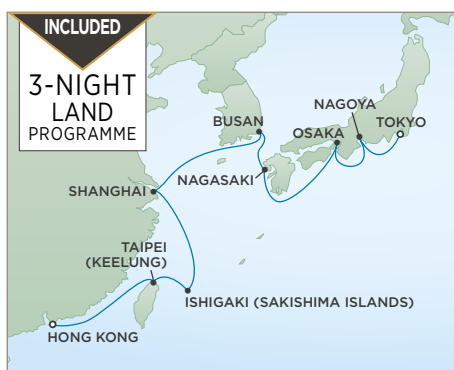 INCLUDED
3-NIGHT
LAND
PROGRAMME
BUSAN
NAGOYA
OSAKA
TOKYO
NAGASAKI
SHANGHAI
TAIPEI
(KEELUNG)
ISHIGAKI (SAKISHIMA ISLANDS)
HONG KONG